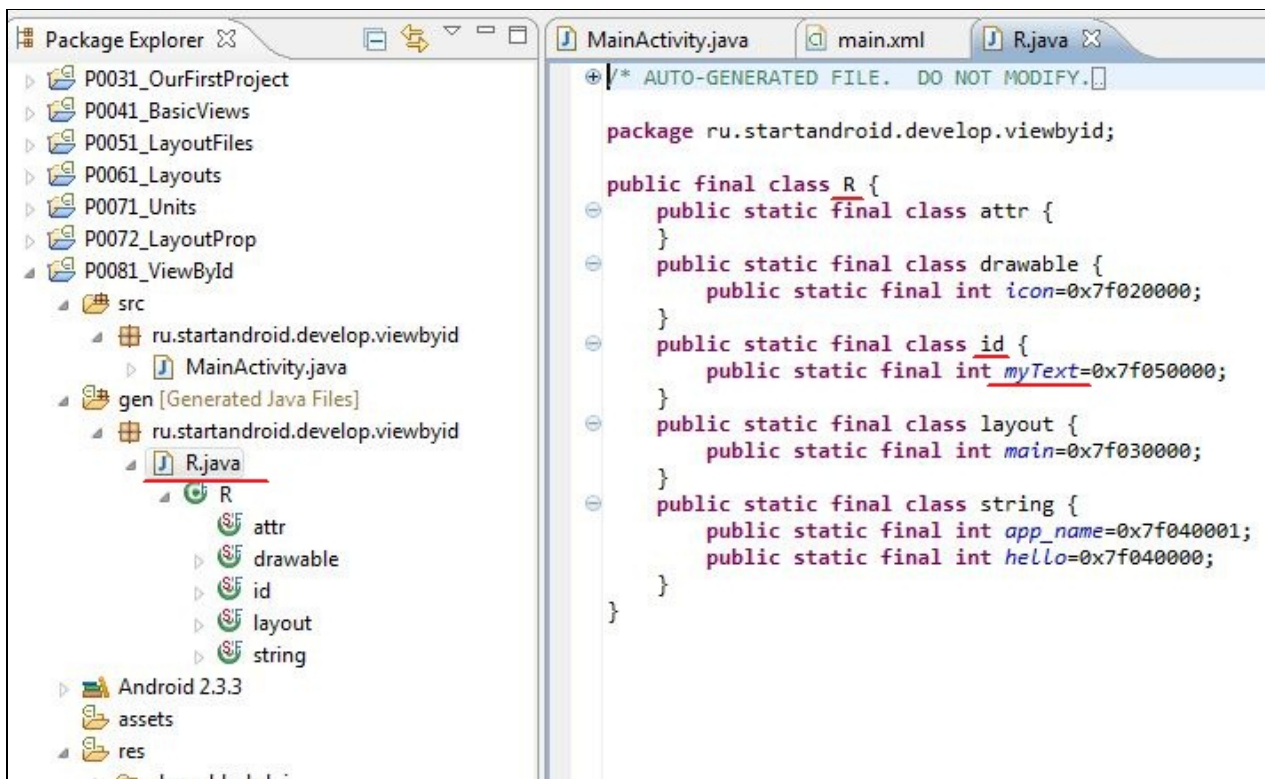 Package Explorer
P0031_OurFirstProject
P0041_BasicViews
P0051_LayoutFiles
P0061_Layouts
P0071_Units
P0072_LayoutProp
P0081_ViewById
src
ru.startandroid.develop.viewbyid
MainActivity.java
gen [Generated Java Files]
ru.startandroid.develop.viewbyid
R.java
R
attr
drawable
id
layout
string
Android 2.3.3
assets
res
MainActivity.java main.xml R.java
/* AUTO-GENERATED FILE.  DO NOT MODIFY.
package ru.startandroid.develop.viewbyid;
public final class R {
public static final class attr {
}
public static final class drawable {
public static final int icon=0x7f020000;
}
public static final class id {
public static final int myText=0x7f050000;
}
public static final class layout {
public static final int main=0x7f030000;
}
public static final class string {
public static final int app_name=0x7f040001;
public static final int hello=0x7f040000;
}
}